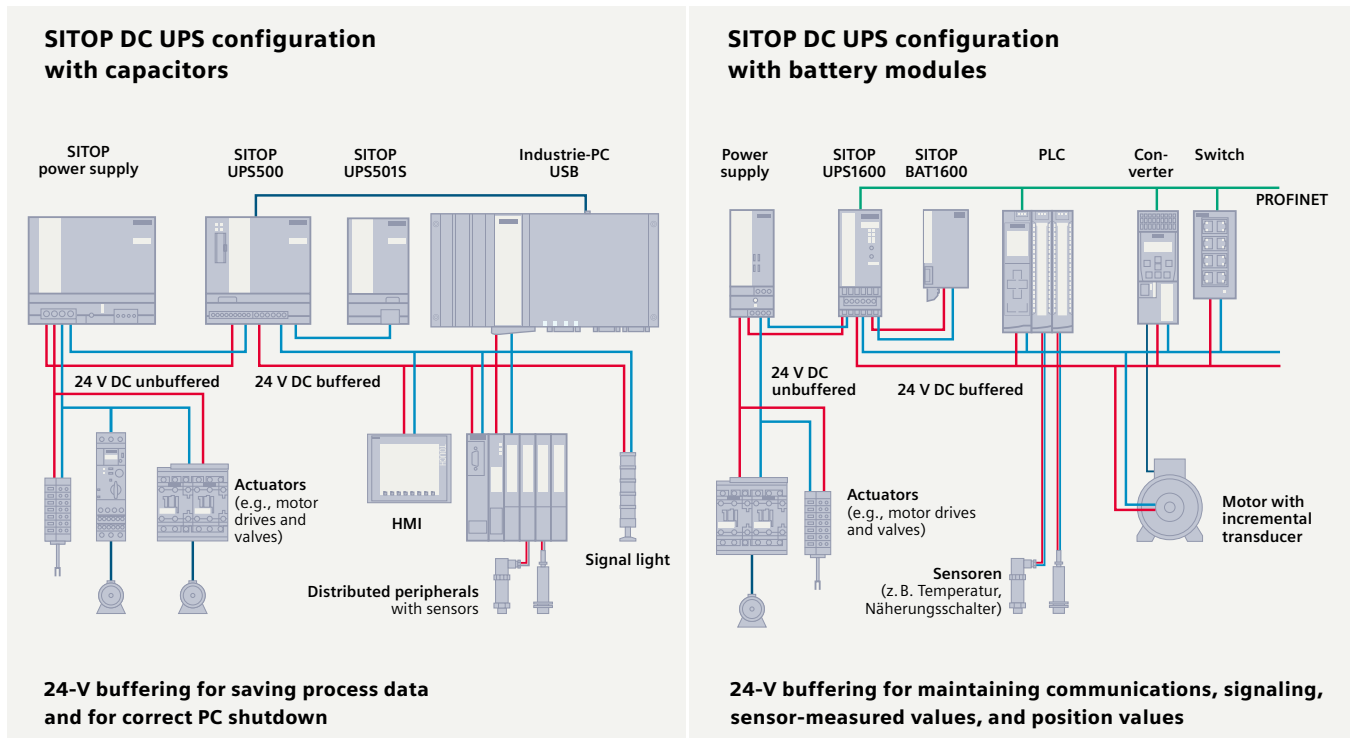 SITOP DC UPS configuration
with capacitors
SITOP
power supply
SITOP
UPS500
SITOP
UPS501S
Industrie-PC
USB
24 V DC unbuffered
24 V DC buffered
Actuators
(e.g., motor
drives and
valves)
HMI
Signal light
Distributed peripherals
with sensors
24-V buffering for saving process data
and for correct PC shutdown
SITOP DC UPS configuration
with battery modules
Power
supply
SITOP
UPS1600
SITOP
BAT1600
PLC
Con-
verter
Switch
PROFINET
24 V DC
unbuffered
24 V DC buffered
Actuators
(e.g., motor drives
and valves)
Motor with
incremental
transducer
Sensoren
(z. B. Temperatur,
Näherungsschalter)
24-V buffering for maintaining communications, signaling,
sensor-measured values, and position values